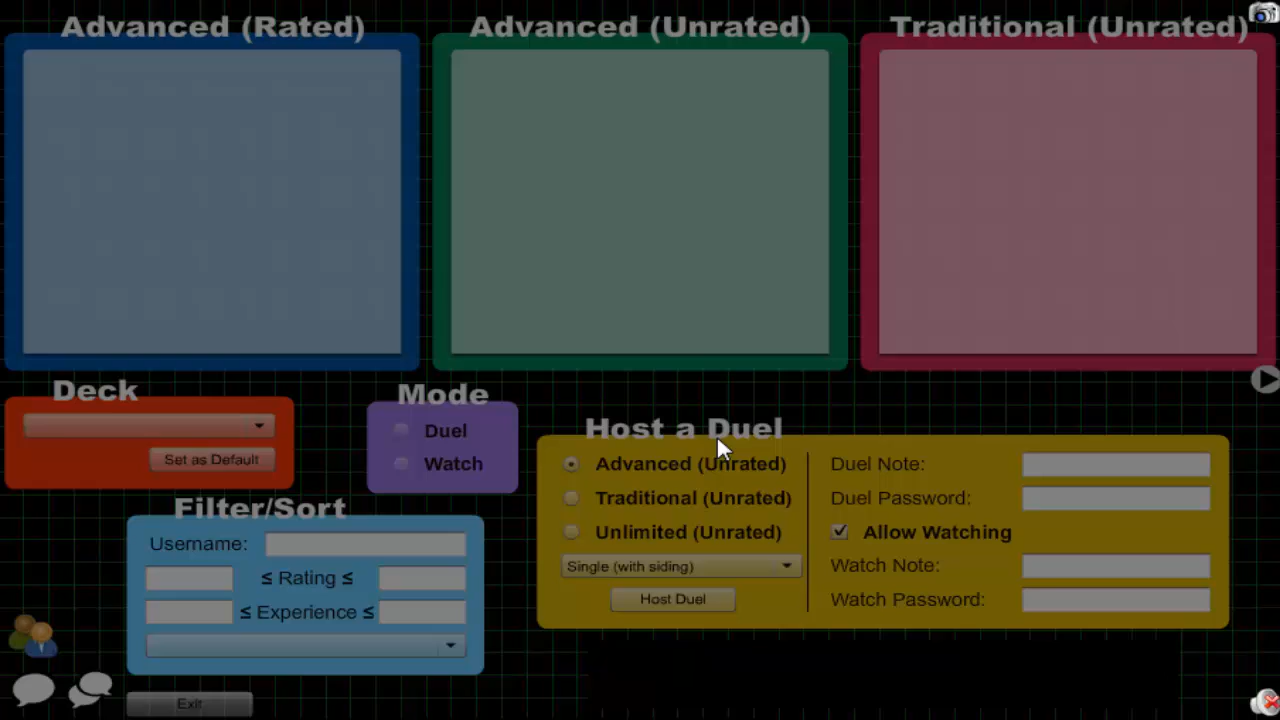 Advanced (Rated)
Advanced (Unrated)
Traditional (Unrated)
Deck
Set as Default
Mode
Duel
Watch
Filter/Sort
Username:
≤ Rating ≤
≤ Experience ≤
Exit
Host a Duel
Advanced (Unrated)
Traditional (Unrated)
Unlimited (Unrated)
Single (with siding)
Host Duel
Duel Note:
Duel Password:
Allow Watching
Watch Note:
Watch Password: